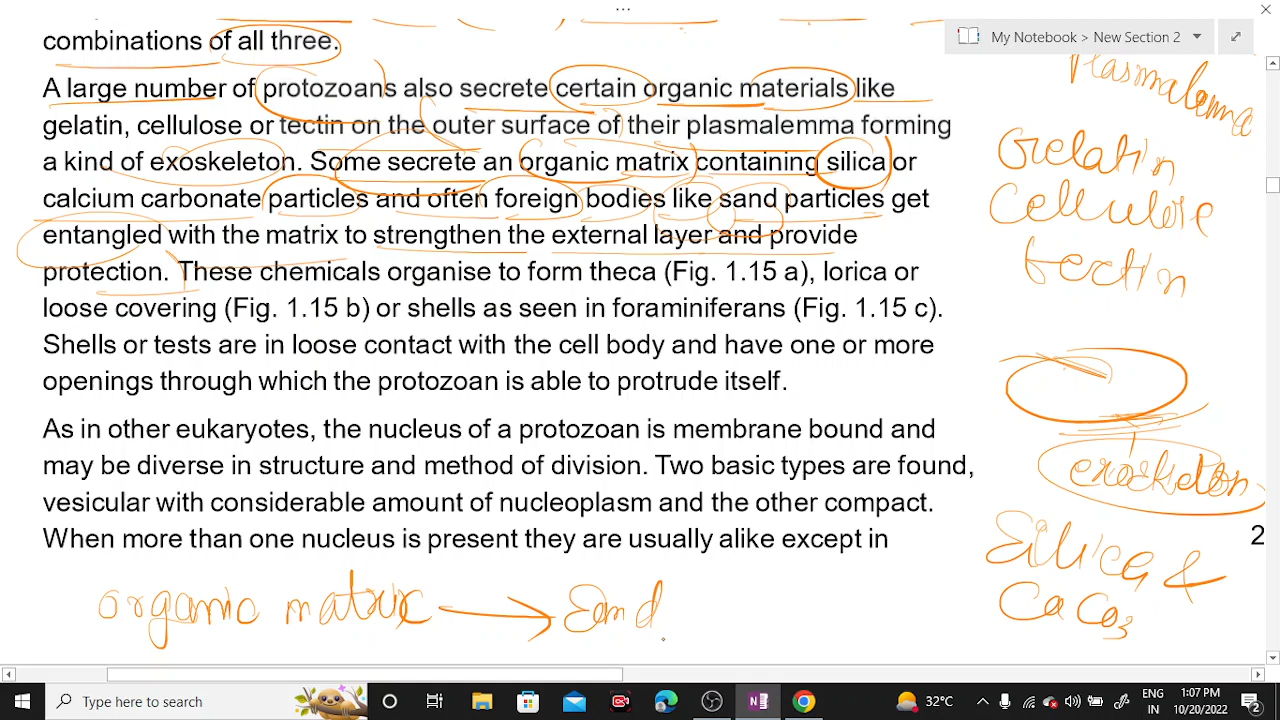 ...
My Notebook > New Section 2
combinations of all three.
A large number of protozoans also secrete certain organic materials like
gelatin, cellulose or tectin on the outer surface of their plasmalemma forming
a kind of exoskeleton. Some secrete an organic matrix containing silica or
calcium carbonate particles and often foreign bodies like sand particles get
entangled with the matrix to strengthen the external layer and provide
protection. These chemicals organise to form theca (Fig. 1.15 a), lorica or
loose covering (Fig. 1.15 b) or shells as seen in foraminiferans (Fig. 1.15 c).
Shells or tests are in loose contact with the cell body and have one or more
openings through which the protozoan is able to protrude itself.
As in other eukaryotes, the nucleus of a protozoan is membrane bound and
may be diverse in structure and method of division. Two basic types are found,
vesicular with considerable amount of nucleoplasm and the other compact.
When more than one nucleus is present they are usually alike except in
Plasmalema
Gelatin
Cellulose
tectin
exoskeleton
2
Silica &
CaCO3
organic matrix → Sand
Type here to search
32°C
ENG
IN
1:07 PM
10/20/2022
2